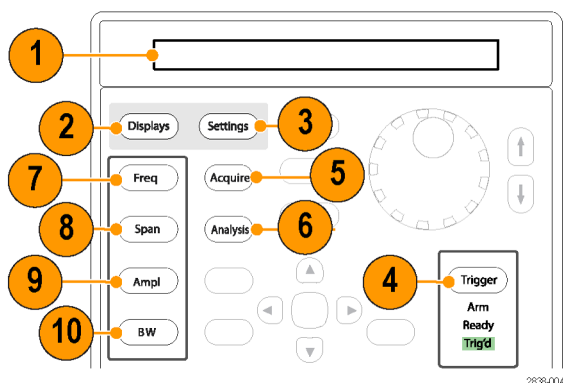 1
2 Displays Settings 3
7 Freq Acquire 5
8 Span Analysis 6
9 Ampl 4 Trigger
Arm
10 BW Ready
Trig'd